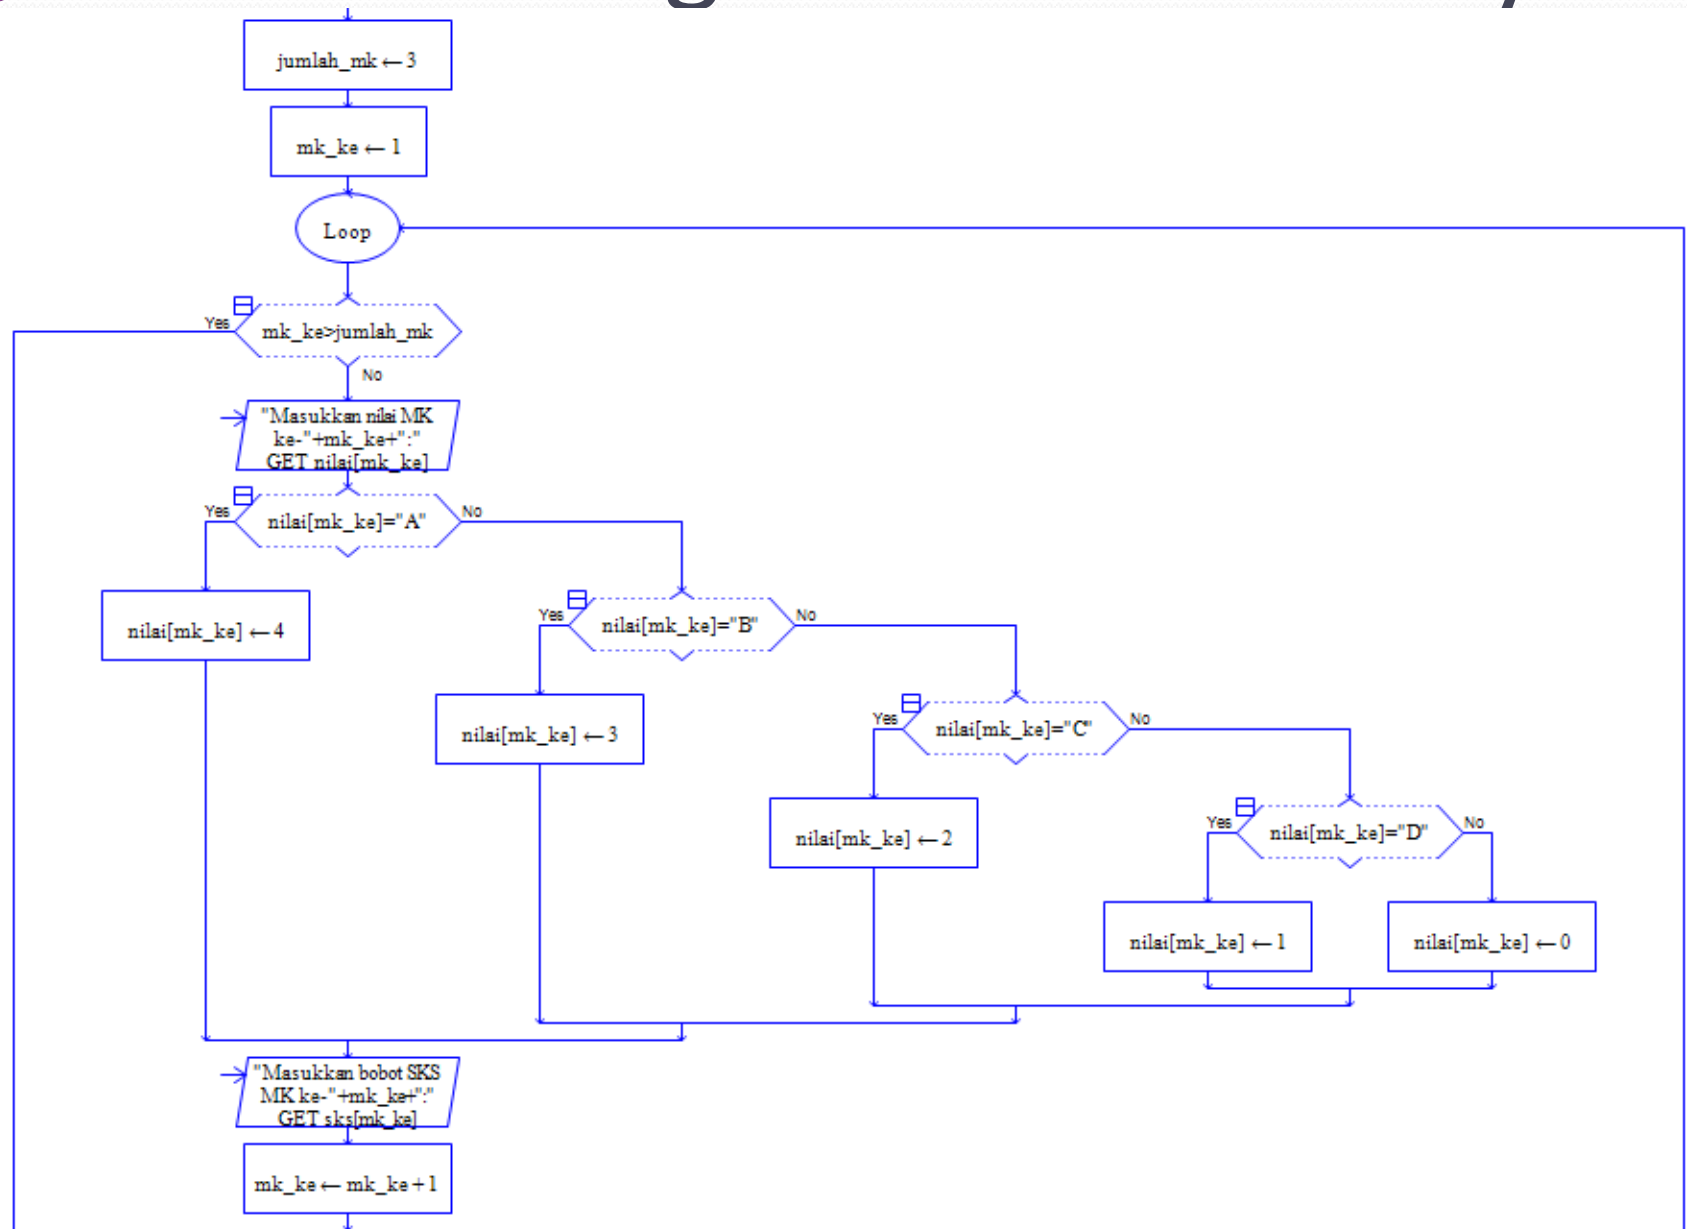 jumlah_mk ← 3
mk_ke ← 1
Loop
Yes
mk_ke>jumlah_mk
No
"Masukkan nilai MK
ke-"+mk_ke+":"
GET nilai[mk_ke]
Yes
nilai[mk_ke]="A"
No
nilai[mk_ke] ← 4
Yes
nilai[mk_ke]="B"
No
nilai[mk_ke] ← 3
Yes
nilai[mk_ke]="C"
No
nilai[mk_ke] ← 2
Yes
nilai[mk_ke]="D"
No
nilai[mk_ke] ← 1
nilai[mk_ke] ← 0
"Masukkan bobot SKS
MK ke-"+mk_ke+":"
GET sks[mk_ke]
mk_ke ← mk_ke + 1